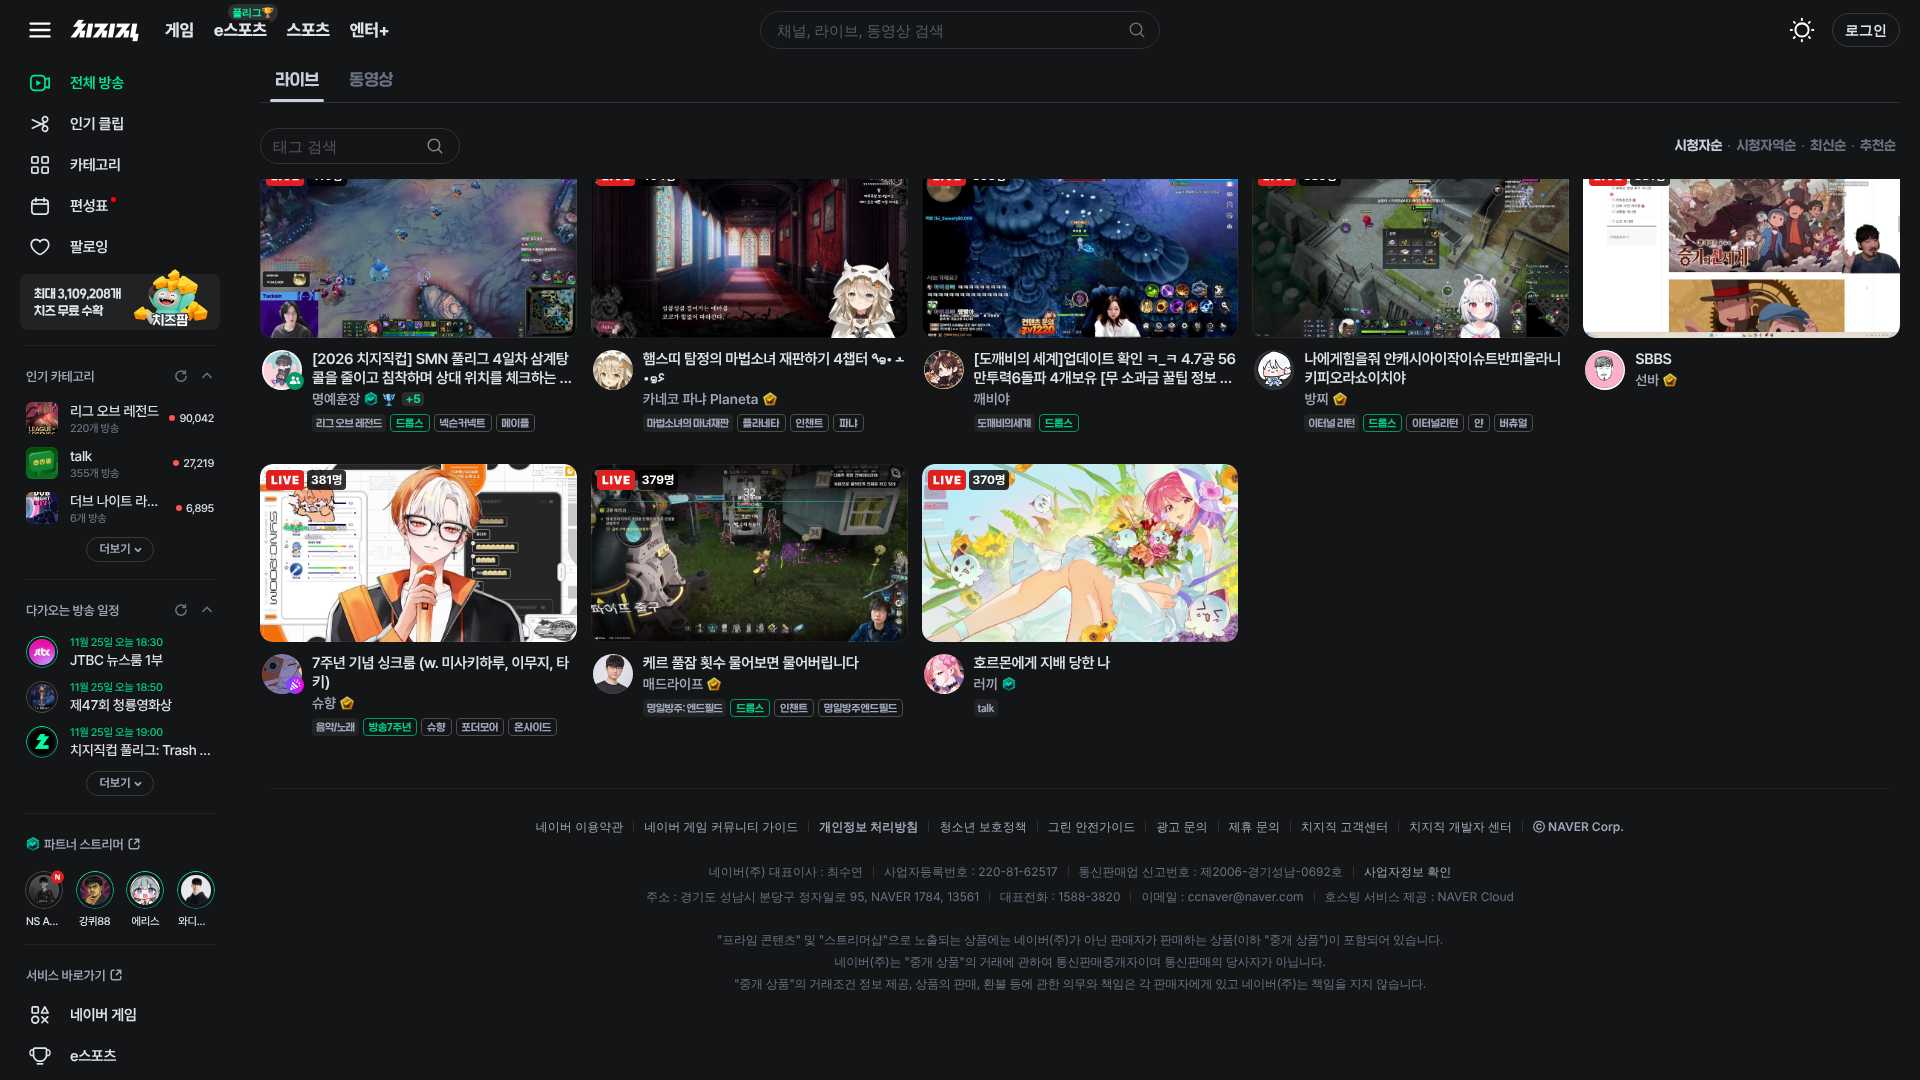 치지직
게임
풀리그
e스포츠
스포츠
엔터+
채널, 라이브, 동영상 검색
로그인
전체 방송
인기 클립
카테고리
편성표
팔로잉
최대 3,109,208개
치즈 무료 수확
치즈팜
인기 카테고리
리그 오브 레전드
220개 방송
90,042
talk
355개 방송
27,219
더브 나이트 라...
6개 방송
6,895
더보기
다가오는 방송 일정
11월 25일 오늘 18:30
JTBC 뉴스룸 1부
11월 25일 오늘 18:50
제47회 청룡영화상
11월 25일 오늘 19:00
치지직컵 풀리그: Trash ...
더보기
파트너 스트리머
NS A...
강퀴88
에리스
와디...
서비스 바로가기
네이버 게임
e스포츠
라이브
동영상
태그 검색
시청자순 · 시청자역순 · 최신순 · 추천순
[2026 치지직컵] SMN 풀리그 4일차 삼계탕
콜을 줄이고 침착하며 상대 위치를 체크하는 ...
명예훈장
+5
리그 오브 레전드
드롭스
넥슨커넥트
메이플
햄스띠 탐정의 마법소녀 재판하기 4챕터
카네코 파냐 Planeta
마법소녀의 마녀재판
플라네타
인챈트
파냐
[도깨비의 세계]업데이트 확인 ㅋ_ㅋ 4.7공 56
만투력6돌파 4개보유 [무 소과금 꿀팁 정보 ...
깨비야
도깨비의세계
드롭스
나에게힘을줘 얀캐시아이작이슈트반피올라니
키피오라쇼이치야
방찌
이터널 리턴
드롭스
이터널리턴
얀
버츄얼
SBBS
선바
LIVE
381명
7주년 기념 싱크룸 (w. 미사키하루, 이무지, 타
키)
슈향
음악/노래
방송7주년
슈향
포더모어
온사이드
LIVE
379명
케르 풀잠 횟수 물어보면 물어버립니다
매드라이프
명일방주: 엔드필드
드롭스
인챈트
명일방주엔드필드
LIVE
370명
호르몬에게 지배 당한 나
러끼
talk
네이버 이용약관
네이버 게임 커뮤니티 가이드
개인정보 처리방침
청소년 보호정책
그린 안전가이드
광고 문의
제휴 문의
치지직 고객센터
치지직 개발자 센터
ⓒ NAVER Corp.
네이버(주) 대표이사 : 최수연
사업자등록번호 : 220-81-62517
통신판매업 신고번호 : 제2006-경기성남-0692호
사업자정보 확인
주소 : 경기도 성남시 분당구 정자일로 95, NAVER 1784, 13561
대표전화 : 1588-3820
이메일 : ccnaver@naver.com
호스팅 서비스 제공 : NAVER Cloud
"프라임 콘텐츠" 및 "스트리머샵"으로 노출되는 상품에는 네이버(주)가 아닌 판매자가 판매하는 상품(이하 "중개 상품")이 포함되어 있습니다.
네이버(주)는 "중개 상품"의 거래에 관하여 통신판매중개자이며 통신판매의 당사자가 아닙니다.
"중개 상품"의 거래조건 정보 제공, 상품의 판매, 환불 등에 관한 의무와 책임은 각 판매자에게 있고 네이버(주)는 책임을 지지 않습니다.